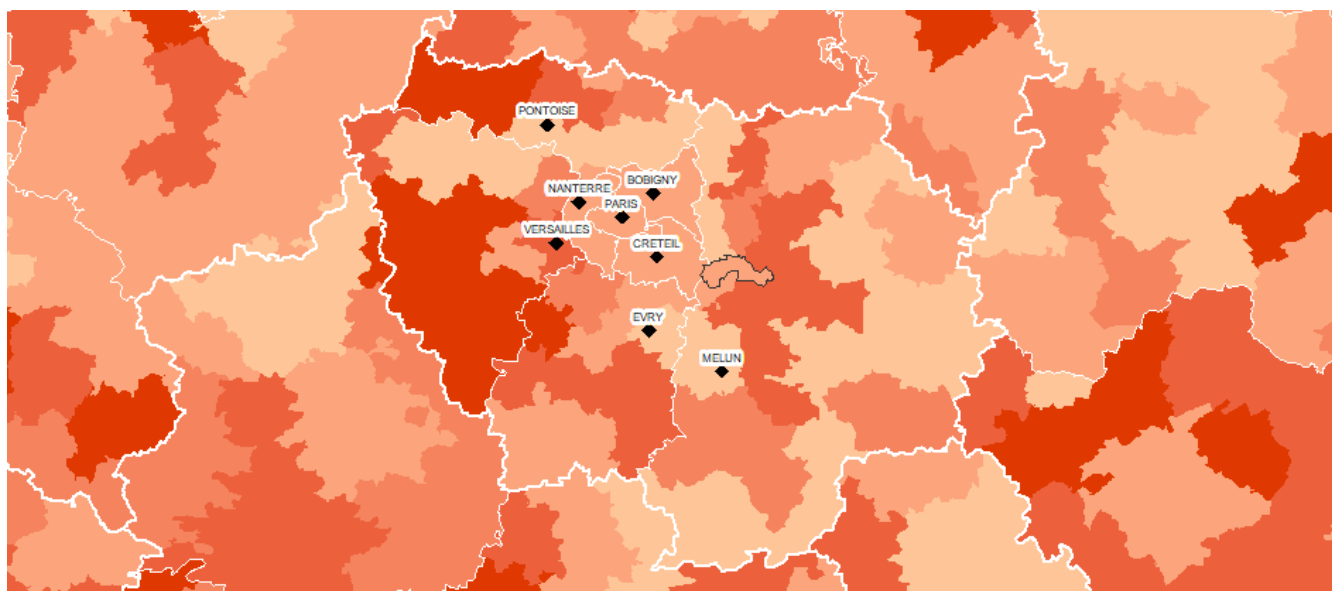 PONTOISE
BOBIGNY
NANTERRE
PARIS
VERSAILLES
CRETEIL
EVRY
MELUN